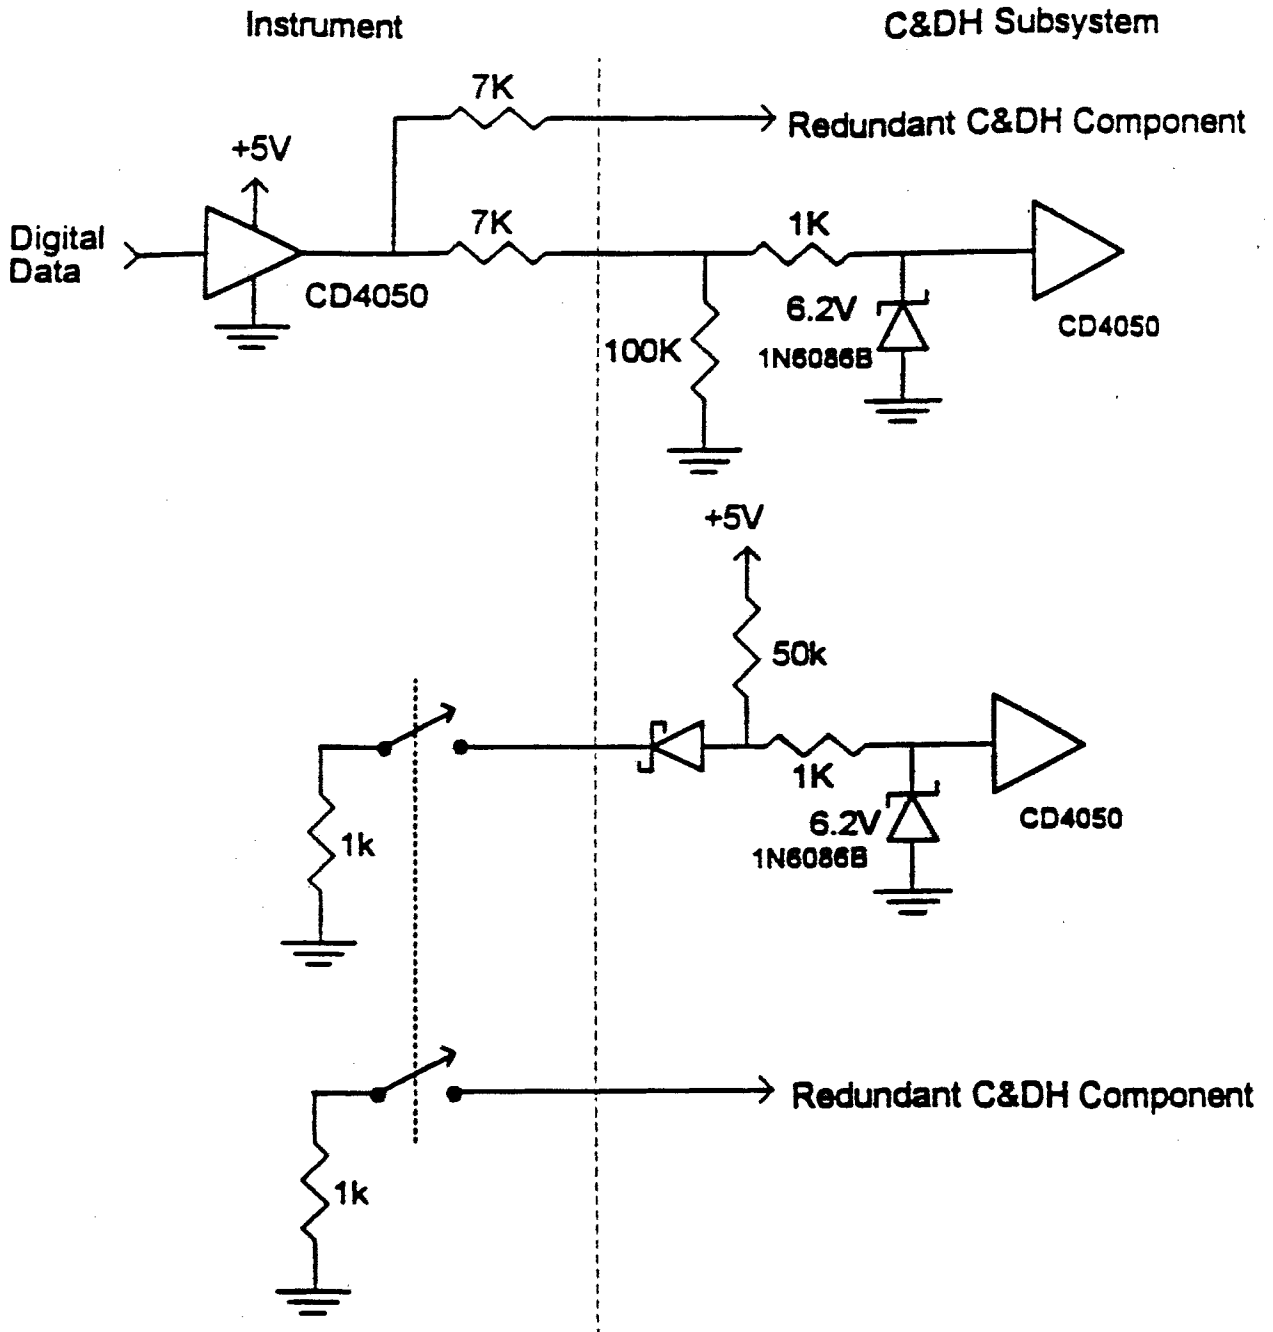 Instrument
C&DH Subsystem
7K
Redundant C&DH Component
+5V
7K
1K
Digital
Data
CD4050
6.2V
1N6086B
CD4050
100K
+5V
50k
1K
1k
6.2V
1N6086B
CD4050
Redundant C&DH Component
1k